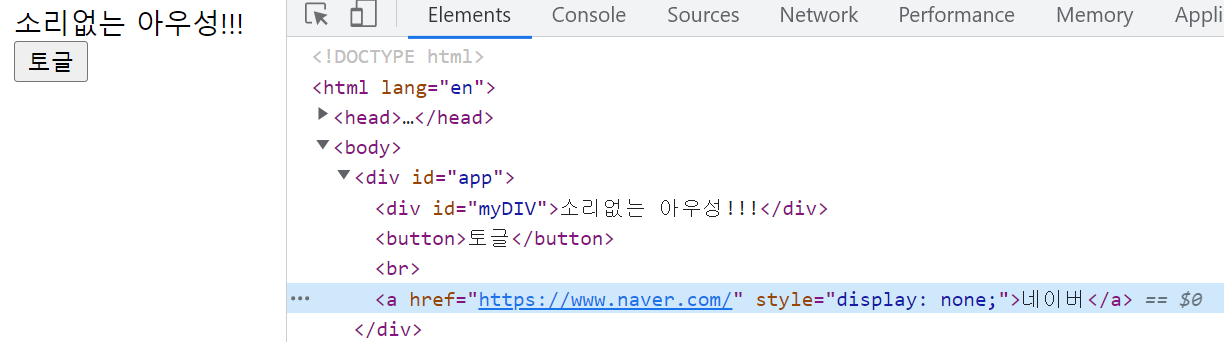 소리없는 아우성!!!
토글
Elements Console Sources Network Performance Memory Appli
<!DOCTYPE html>
<html lang="en">
<head>…</head>
<body>
<div id="app">
<div id="myDIV">소리없는 아우성!!!</div>
<button>토글</button>
<br>
<a href="https://www.naver.com/" style="display: none;">네이버</a> == $0
</div>